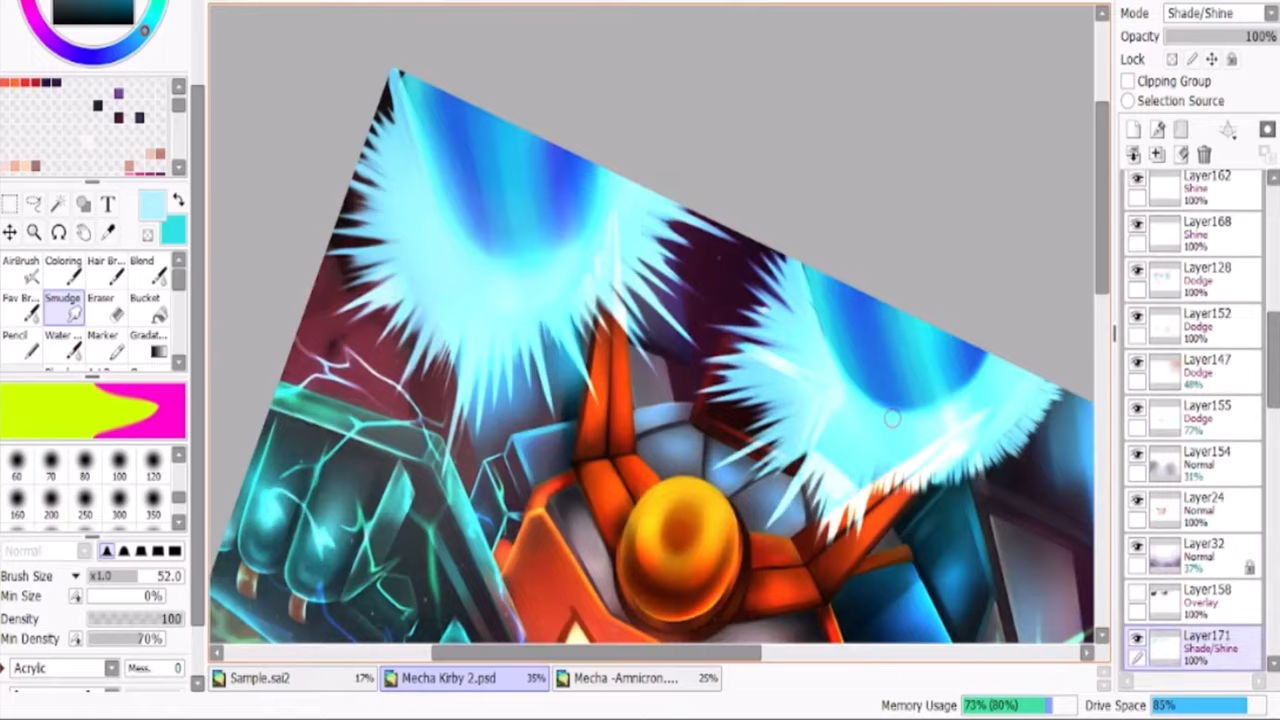 Mode Shade/Shine
Opacity 100%
Lock
Clipping Group
Selection Source
T
AirBrush Coloring Hair Br... Blend
Fav Br... Smudge Eraser Bucket
Pencil Water ... Marker Gradat...
60 70 80 100 120
160 200 250 300 350
Normal
Brush Size x1.0 52.0
Min Size 0%
Density 100
Min Density 70%
Acrylic Mess. 0
Layer162
Shine
100%
Layer168
Shine
100%
Layer128
Dodge
100%
Layer152
Dodge
100%
Layer147
Dodge
48%
Layer155
Dodge
77%
Layer154
Normal
31%
Layer24
Normal
100%
Layer32
Normal
37%
Layer158
Overlay
100%
Layer171
Shade/Shine
100%
Sample.sai2 17% Mecha Kirby 2.psd 35% Mecha -Amnicron.... 25%
Memory Usage 73% (80%) Drive Space 85%